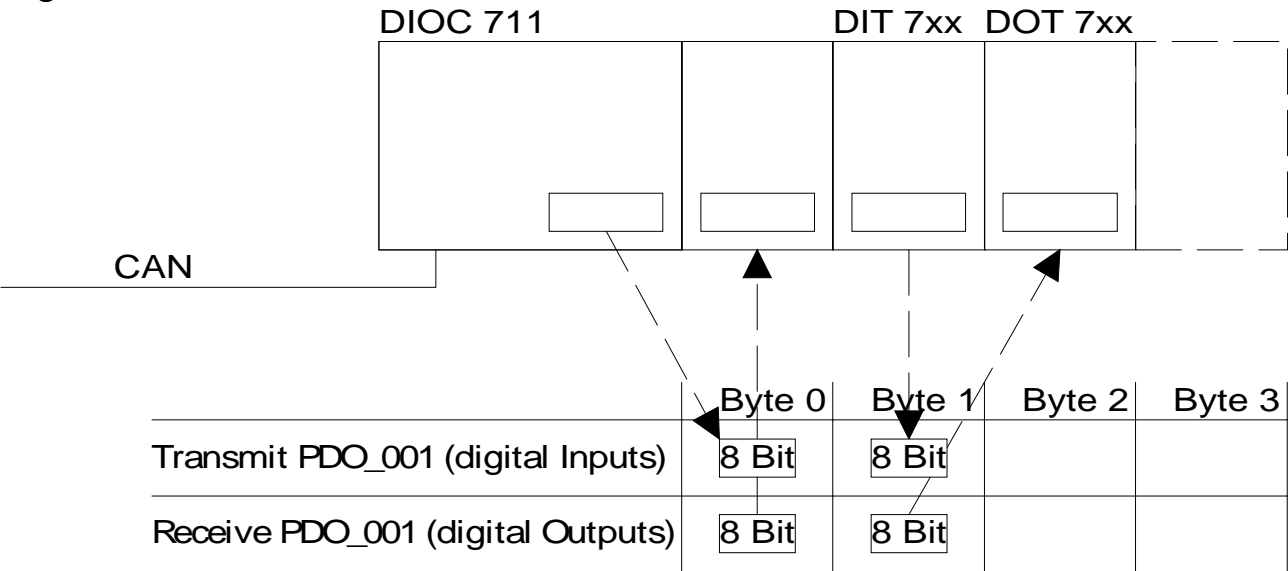 DIOC 711 DIT 7xx DOT 7xx
CAN
Byte 0 Byte 1 Byte 2 Byte 3
Transmit PDO_001 (digital Inputs) 8 Bit 8 Bit
Receive PDO_001 (digital Outputs) 8 Bit 8 Bit